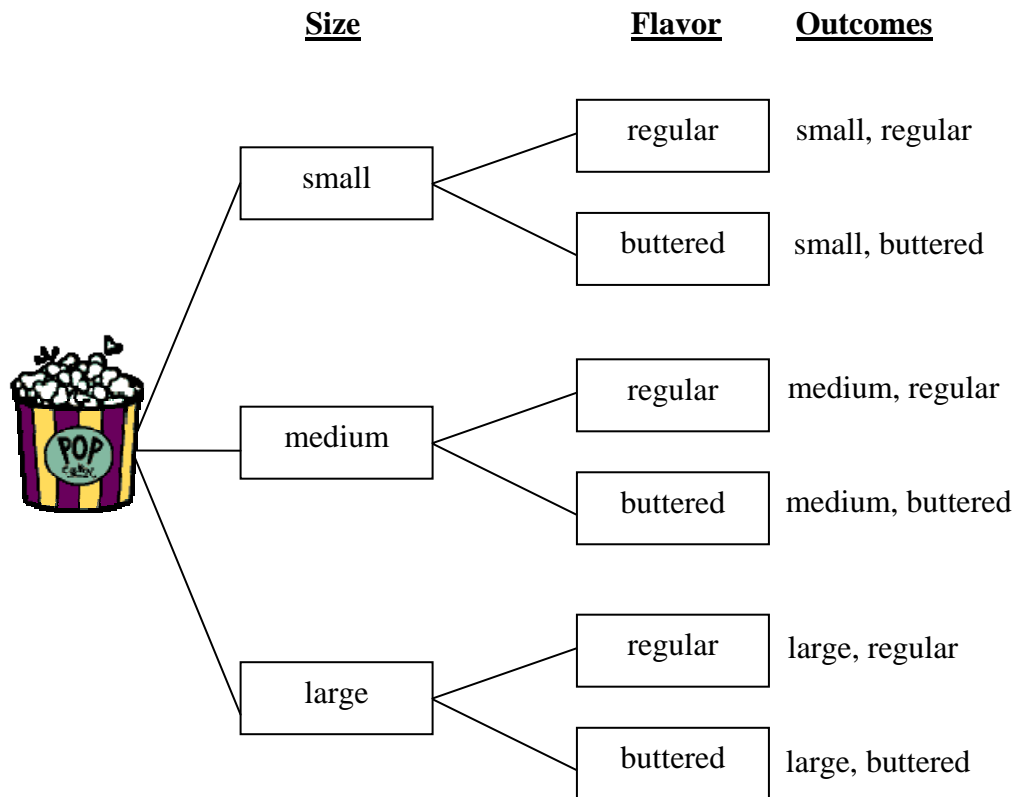 Size Flavor Outcomes
regular small, regular
small
buttered small, buttered
regular medium, regular
medium
POP
buttered medium, buttered
regular large, regular
large
buttered large, buttered